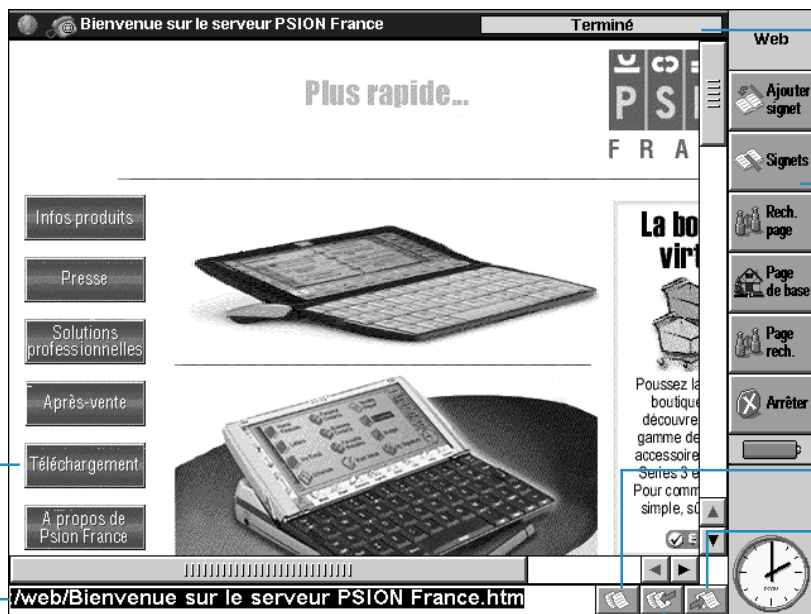 Bienvenue sur le serveur PSION France
Terminé
Web
Plus rapide...
PSI
FRA
Ajouter
signet
Signets
Rech.
page
Page
de base
Page
rech.
Arrêter
Infos produits
Presse
Solutions
professionnelles
Après-vente
Téléchargement
A propos de
Psion France
La bo
virt
Poussez la
boutique
découvre
gamme de
accessoire
Series 3 e
Pour comm
simple, sû
/web/Bienvenue sur le serveur PSION France.htm